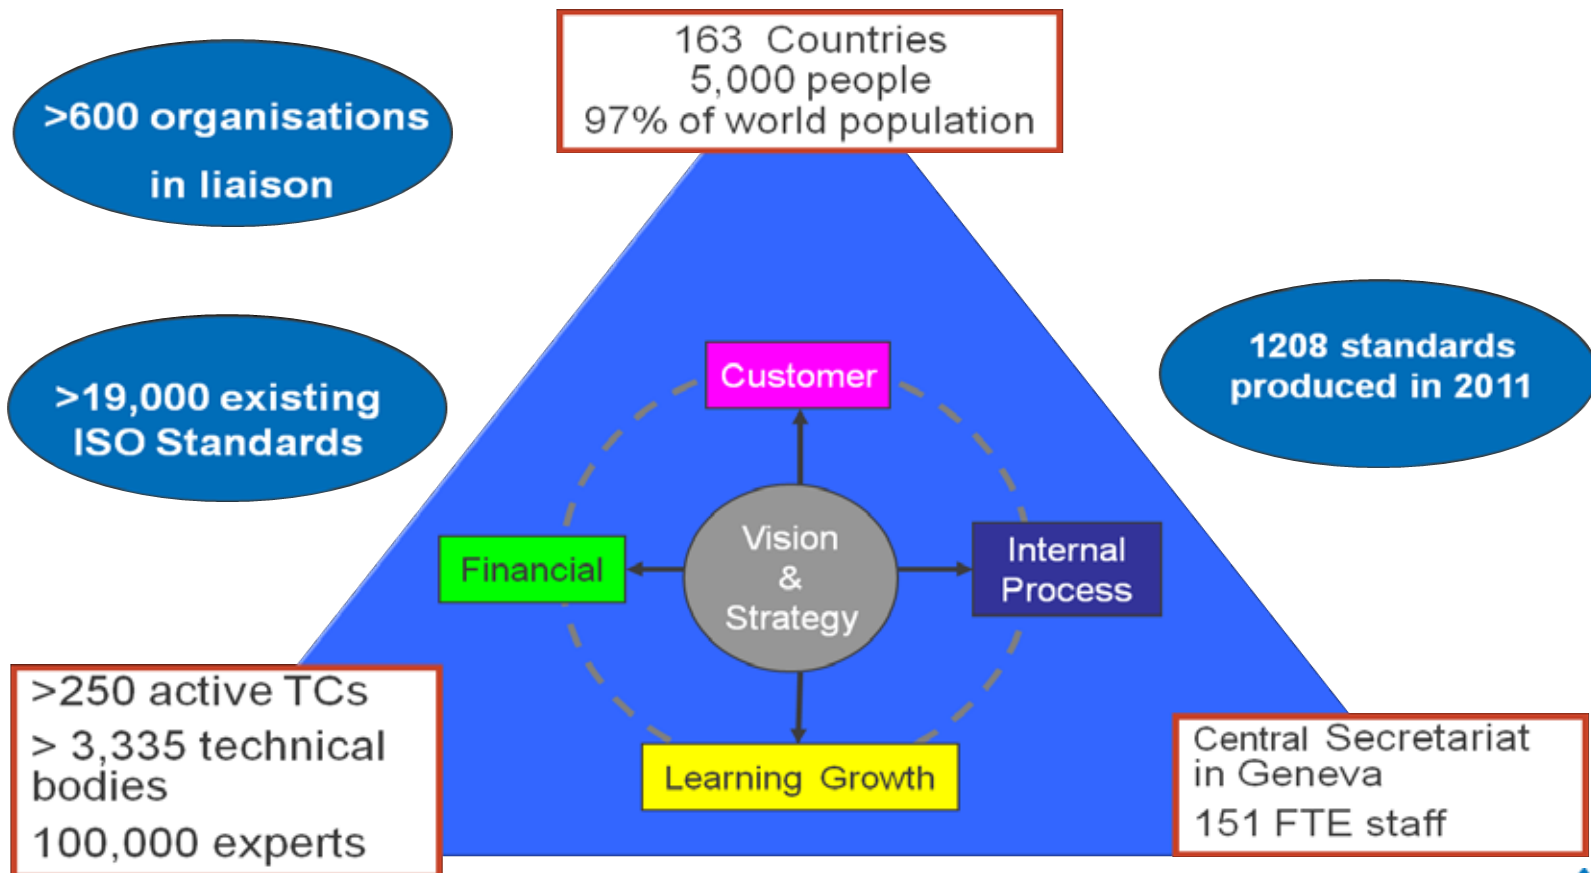 163 Countries
5,000 people
97% of world population
>600 organisations
in liaison
>19,000 existing
ISO Standards
1208 standards
produced in 2011
Customer
Financial
Vision
&
Strategy
Internal
Process
Learning Growth
>250 active TCs
> 3,335 technical
bodies
100,000 experts
Central Secretariat
in Geneva
151 FTE staff